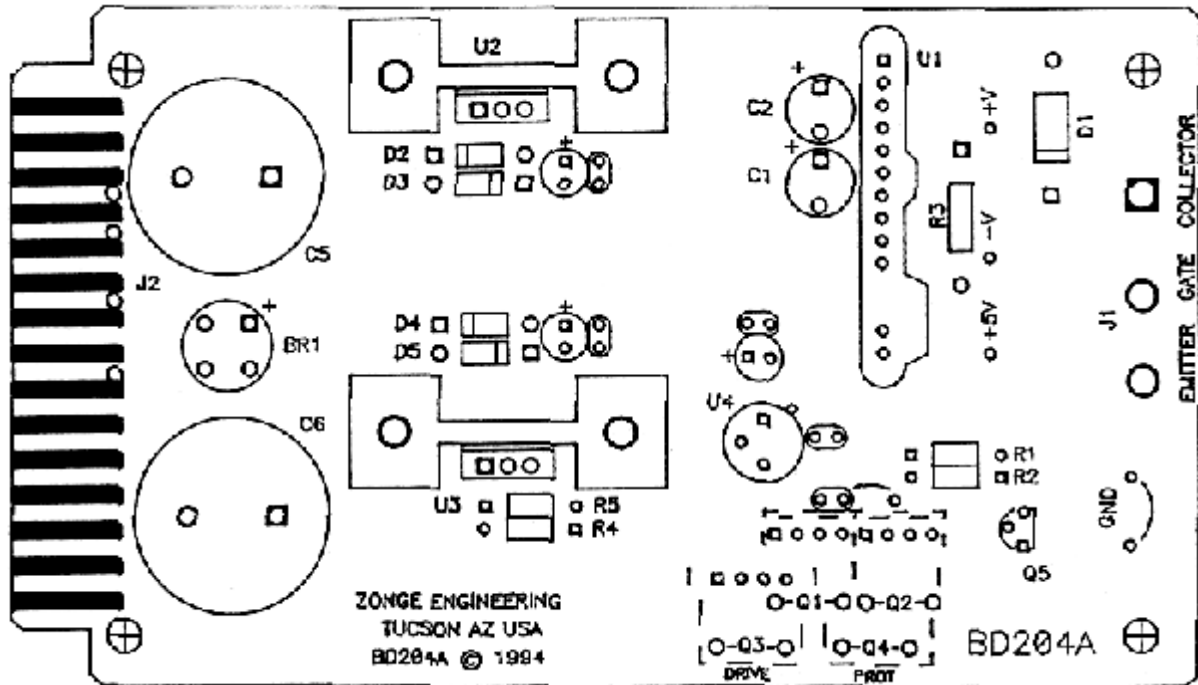 U2
U1
C2
+V
D1
D2
D3
C1
R3
-V
COLLECTOR
C5
J2
GATE
BR1
D4
D5
+5V
J1
EMITTER
C6
U4
R1
R2
U3
R5
R4
GND
Q5
ZONGE ENGINEERING
TUCSON AZ USA
BD204A © 1994
Q1
Q2
Q3
Q4
DRIVE
PROT
BD204A
+
+
+
+
+
+